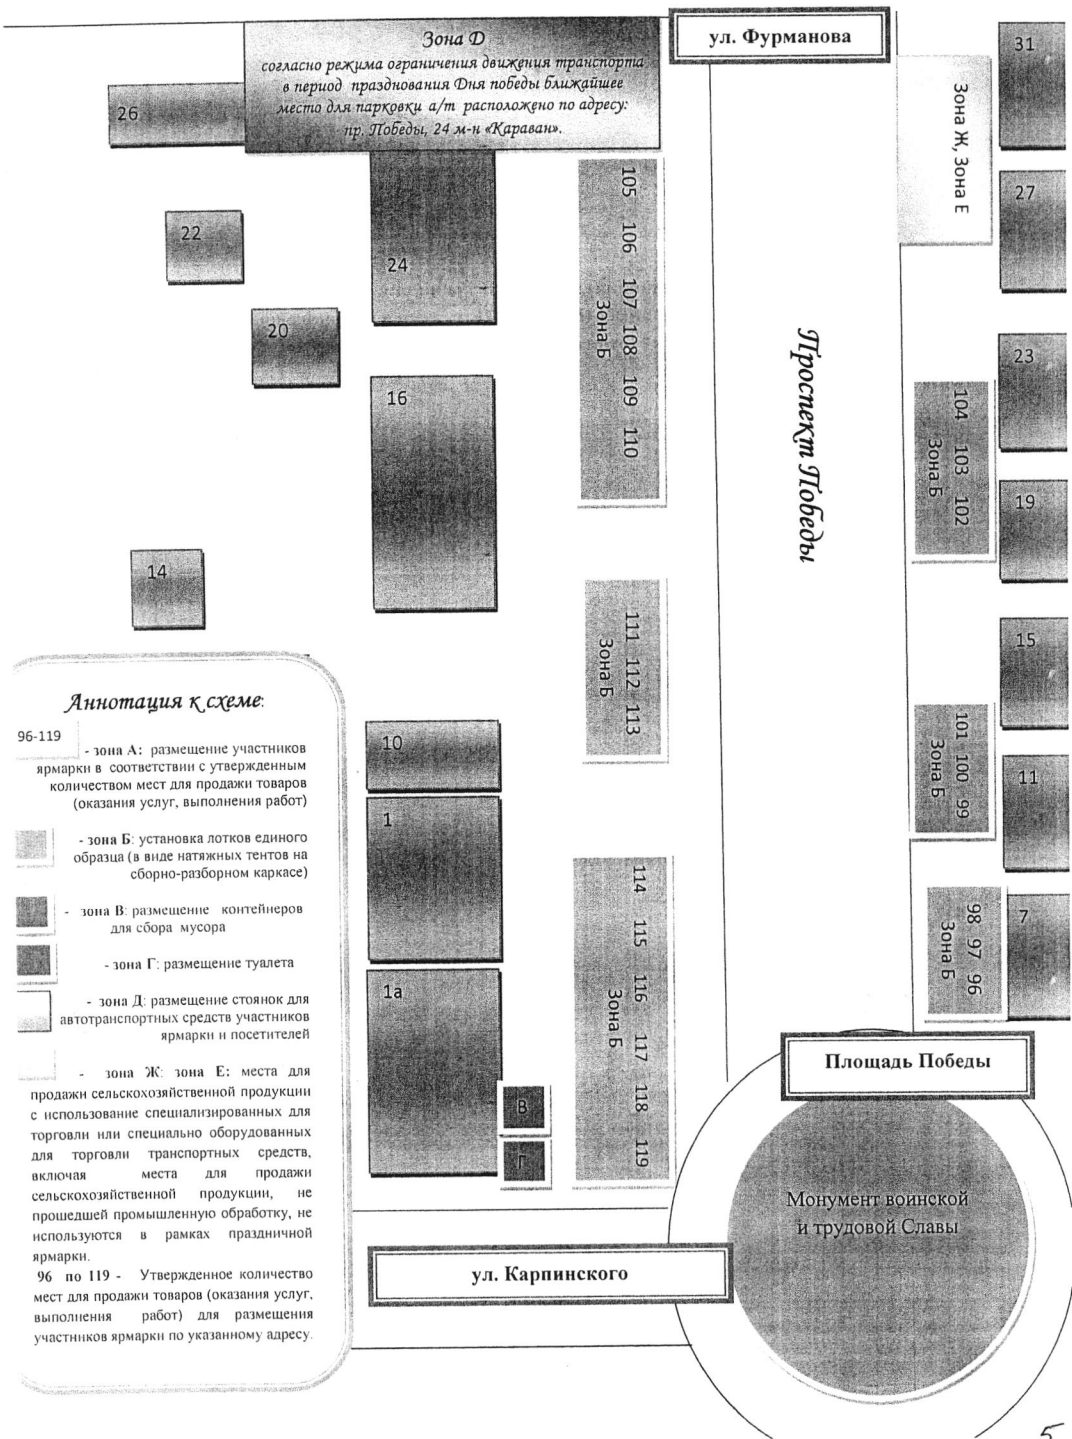 Зона D
согласно режима ограничения движения транспорта
в период празднования Дня победы ближайшее
место для парковки а/т расположено по адресу:
пр. Победы, 24 м-н «Караван».
ул. Фурманова
31
26
Зона Ж, Зона Е
27
22
24
20
105 106 107 108 109 110
Зона Б
Проспект Победы
23
16
104 103 102
Зона Б
19
14
111 112 113
Зона Б
15
10
101 100 99
Зона Б
11
1
114 115 116 117 118 119
Зона Б
98 97 96
Зона Б
7
1а
В
Г
Площадь Победы
Монумент воинской
и трудовой Славы
ул. Карпинского
Аннотация к схеме:
96-119
- зона А: размещение участников
ярмарки в соответствии с утвержденным
количеством мест для продажи товаров
(оказания услуг, выполнения работ)
- зона Б: установка лотков единого
образца (в виде натяжных тентов на
сборно-разборном каркасе)
- зона В: размещение контейнеров
для сбора мусора
- зона Г: размещение туалета
- зона Д: размещение стоянок для
автотранспортных средств участников
ярмарки и посетителей
- зона Ж: зона Е: места для
продажи сельскохозяйственной продукции
с использование специализированных для
торговли или специально оборудованных
для торговли транспортных средств,
включая места для продажи
сельскохозяйственной продукции, не
прошедшей промышленную обработку, не
используются в рамках праздничной
ярмарки.
96 по 119 - Утвержденное количество
мест для продажи товаров (оказания услуг,
выполнения работ) для размещения
участников ярмарки по указанному адресу.
5